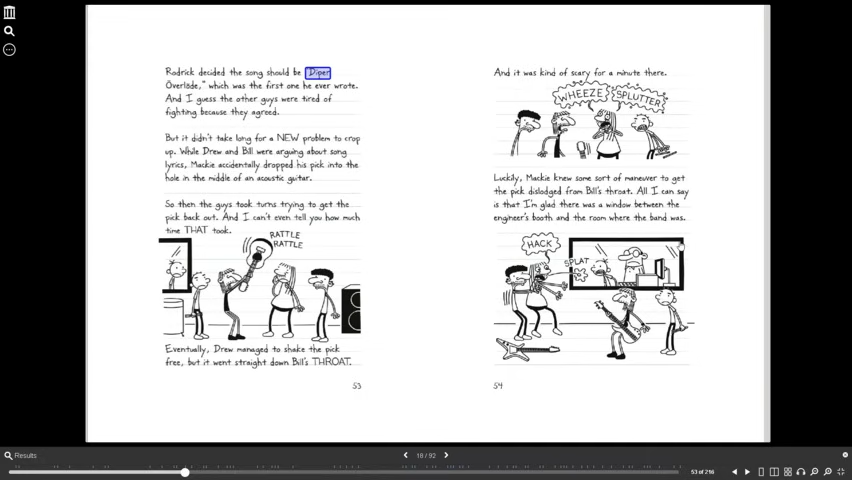 Rodrick decided the song should be "Diper
Överlöde," which was the first one he ever wrote.
And I guess the other guys were tired of
fighting because they agreed.
But it didn't take long for a NEW problem to crop
up. While Drew and Bill were arguing about song
lyrics, Mackie accidentally dropped his pick into the
hole in the middle of an acoustic guitar.
So then the guys took turns trying to get the
pick back out. And I can't even tell you how much
time THAT took.
RATTLE
RATTLE
Eventually, Drew managed to shake the pick
free, but it went straight down Bill's THROAT.
53
And it was kind of scary for a minute there.
WHEEZE
SPLUTTER
Luckily, Mackie knew some sort of maneuver to get
the pick dislodged from Bill's throat. All I can say
is that I'm glad there was a window between the
engineer's booth and the room where the band was.
HACK
SPLAT
54
Results
18 / 92
53 of 216